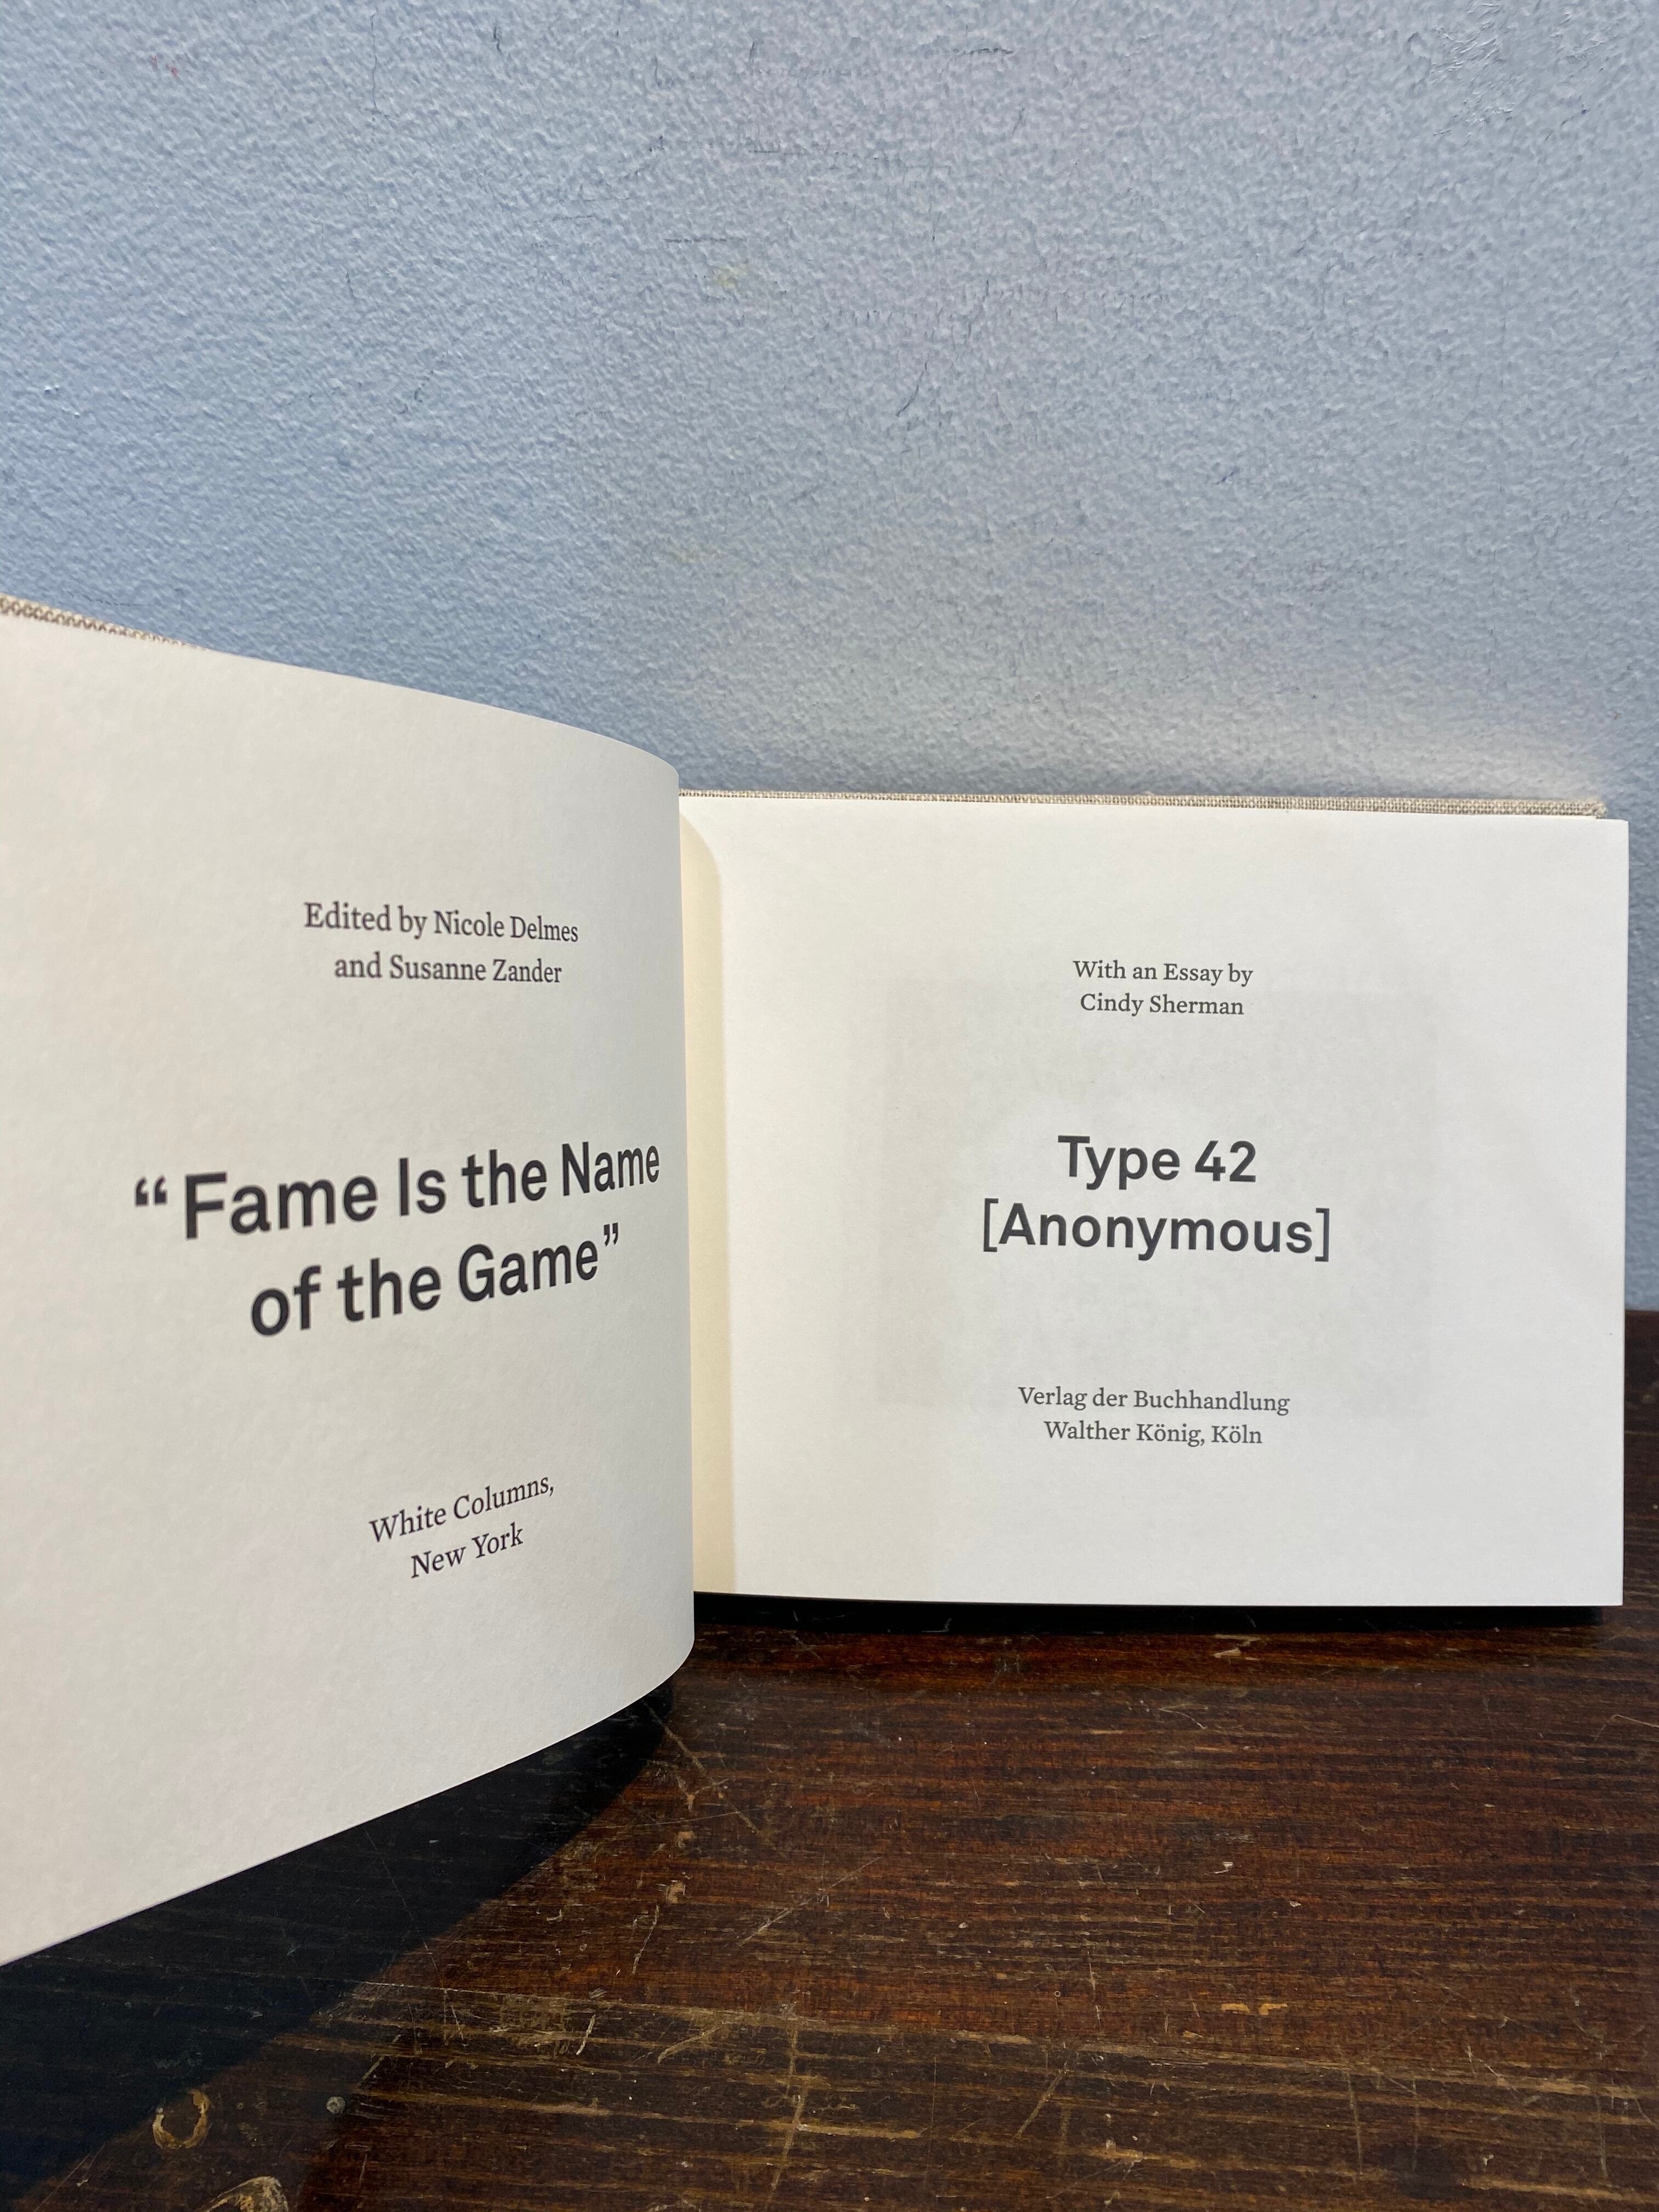 Edited by Nicole Delmes
and Susanne Zander
“Fame Is the Name
of the Game”
White Columns,
New York
With an Essay by
Cindy Sherman
Type 42
[Anonymous]
Verlag der Buchhandlung
Walther König, Köln